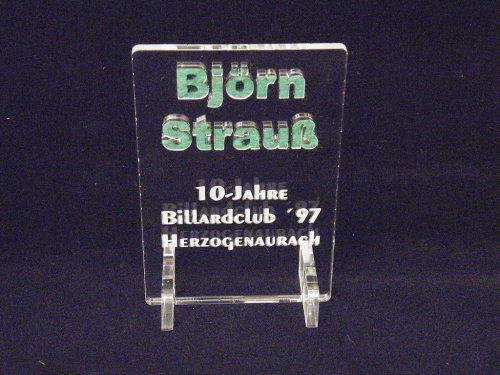 Björn
Strauß
10-Jahre
Billardclub ´97
Herzogenaurach